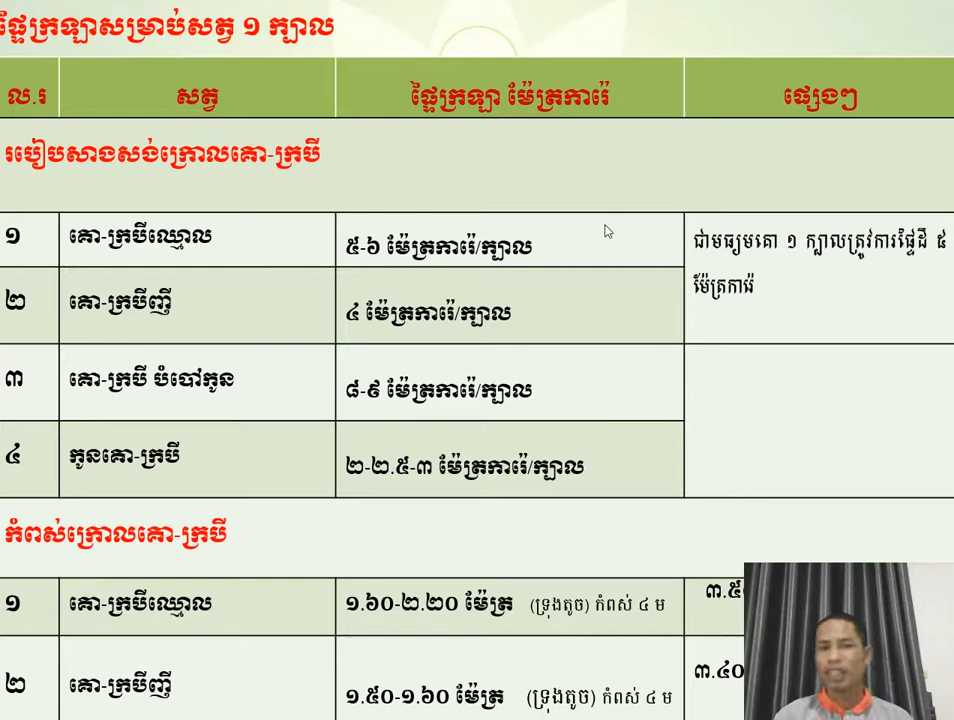 ផ្ទៃក្រឡាសម្រាប់សត្វ ១ ក្បាល
ល.រ សត្វ ផ្ទៃក្រឡា ម៉ែត្រការ៉េ ផ្សេងៗ
របៀបសាងសង់ក្រោលគោ-ក្របី
១ គោ-ក្របីឈ្មោល ៥-៦ ម៉ែត្រការ៉េ/ក្បាល ជាមធ្យមគោ ១ ក្បាលត្រូវការផ្ទៃដី ៥
ម៉ែត្រការ៉េ
២ គោ-ក្របីញី ៤ ម៉ែត្រការ៉េ/ក្បាល
៣ គោ-ក្របី បំបៅកូន ៨-៩ ម៉ែត្រការ៉េ/ក្បាល
៤ កូនគោ-ក្របី ២-២.៥-៣ ម៉ែត្រការ៉េ/ក្បាល
កំពស់ក្រោលគោ-ក្របី
១ គោ-ក្របីឈ្មោល ១.៦០-២.២០ ម៉ែត្រ (ទ្រុងតូច) កំពស់ ៤ ម
២ គោ-ក្របីញី ១.៥០-១.៦០ ម៉ែត្រ (ទ្រុងតូច) កំពស់ ៤ ម ៣.៤០